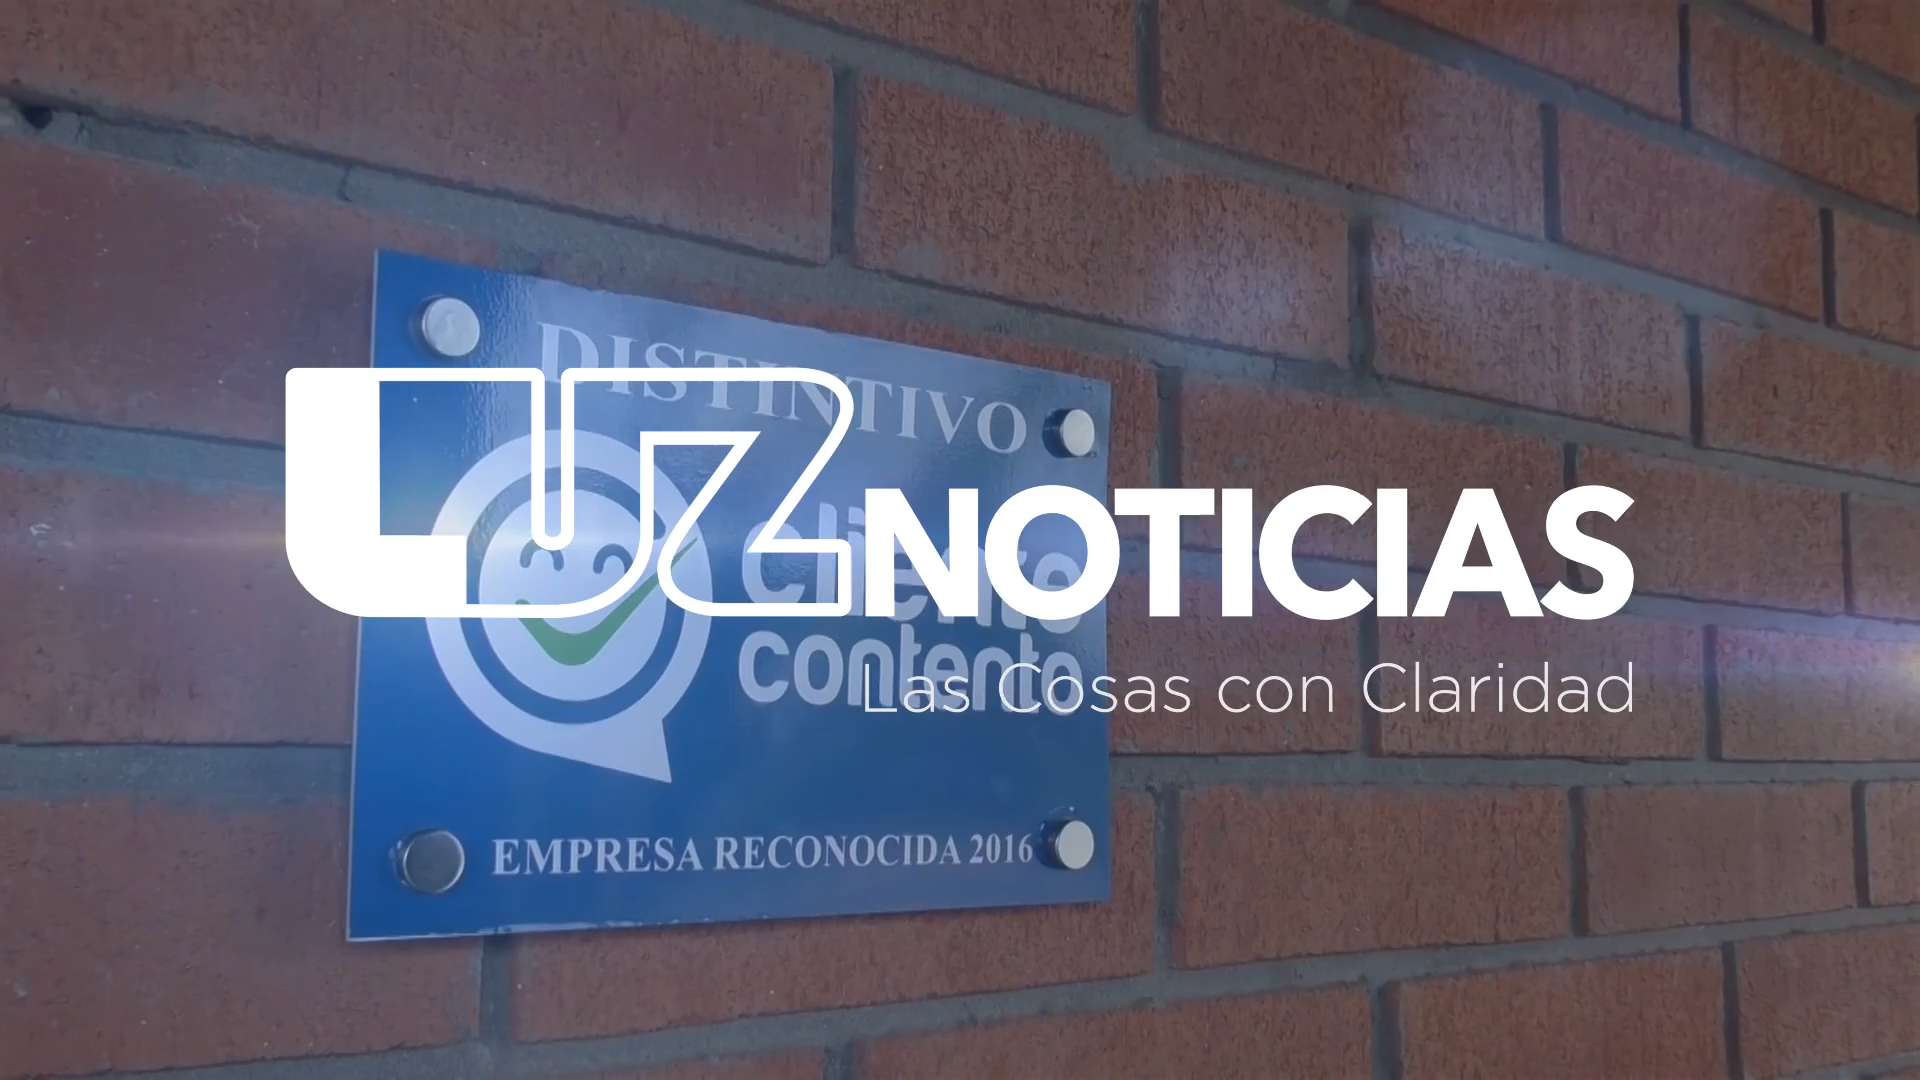 DISTINTIVO
cliente
contento
EMPRESA RECONOCIDA 2016
LUZ NOTICIAS
Las Cosas con Claridad